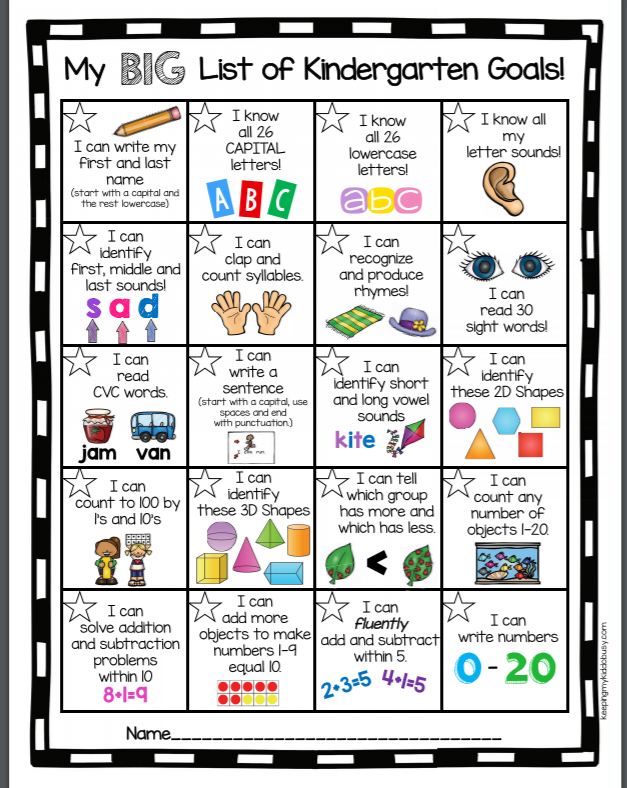 My BIG List of Kindergarten Goals!
I can write my
first and last
name
(start with a capital and
the rest lowercase)
I know
all 26
CAPITAL
letters!
A B C
I know
all 26
lowercase
letters!
abc
I know all
my
letter sounds!
I can
identify
first, middle and
last sounds!
s a d
I can
clap and
count syllables.
I can
recognize
and produce
rhymes!
I can
read 30
sight words!
I can
read
CVC words.
jam van
I can
write a
sentence
(start with a capital, use
spaces and end
with punctuation.)
I can
identify short
and long vowel
sounds
kite
I can
identify
these 2D Shapes
I can
count to 100 by
1's and 10's
I can
identify
these 3D Shapes
I can tell
which group
has more and
which has less.
<
I can
count any
number of
objects 1-20.
I can
solve addition
and subtraction
problems
within 10
8+1=9
I can
add more
objects to make
numbers 1-9
equal 10.
I can
fluently
add and subtract
within 5.
2+3=5 4+1=5
I can
write numbers
0 - 20
Name_________________________________
keepingmykiddobusy.com